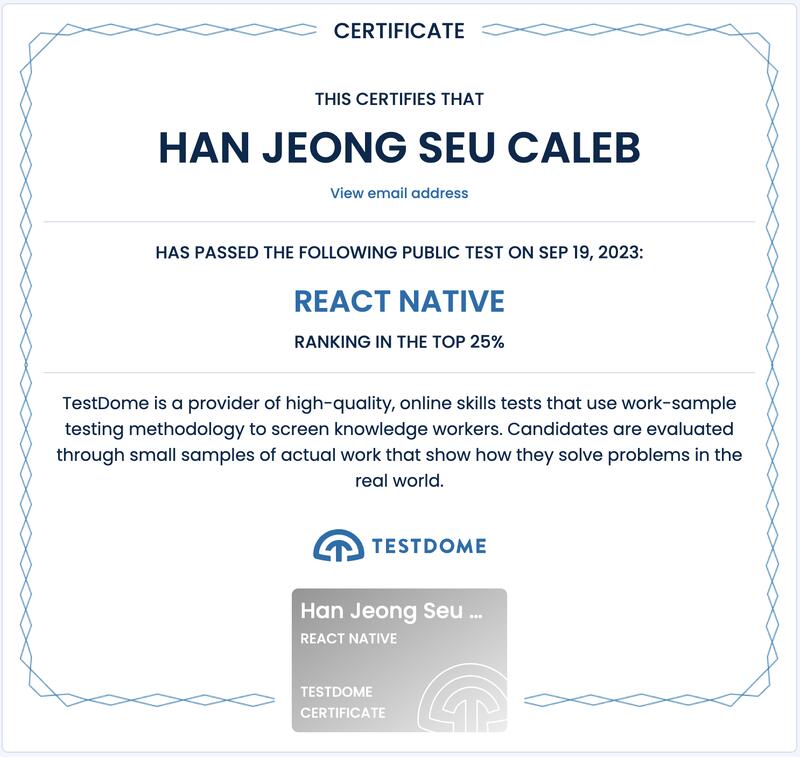 CERTIFICATE
THIS CERTIFIES THAT
HAN JEONG SEU CALEB
View email address
HAS PASSED THE FOLLOWING PUBLIC TEST ON SEP 19, 2023:
REACT NATIVE
RANKING IN THE TOP 25%
TestDome is a provider of high-quality, online skills tests that use work-sample
testing methodology to screen knowledge workers. Candidates are evaluated
through small samples of actual work that show how they solve problems in the
real world.
TESTDOME
Han Jeong Seu ...
REACT NATIVE
TESTDOME
CERTIFICATE